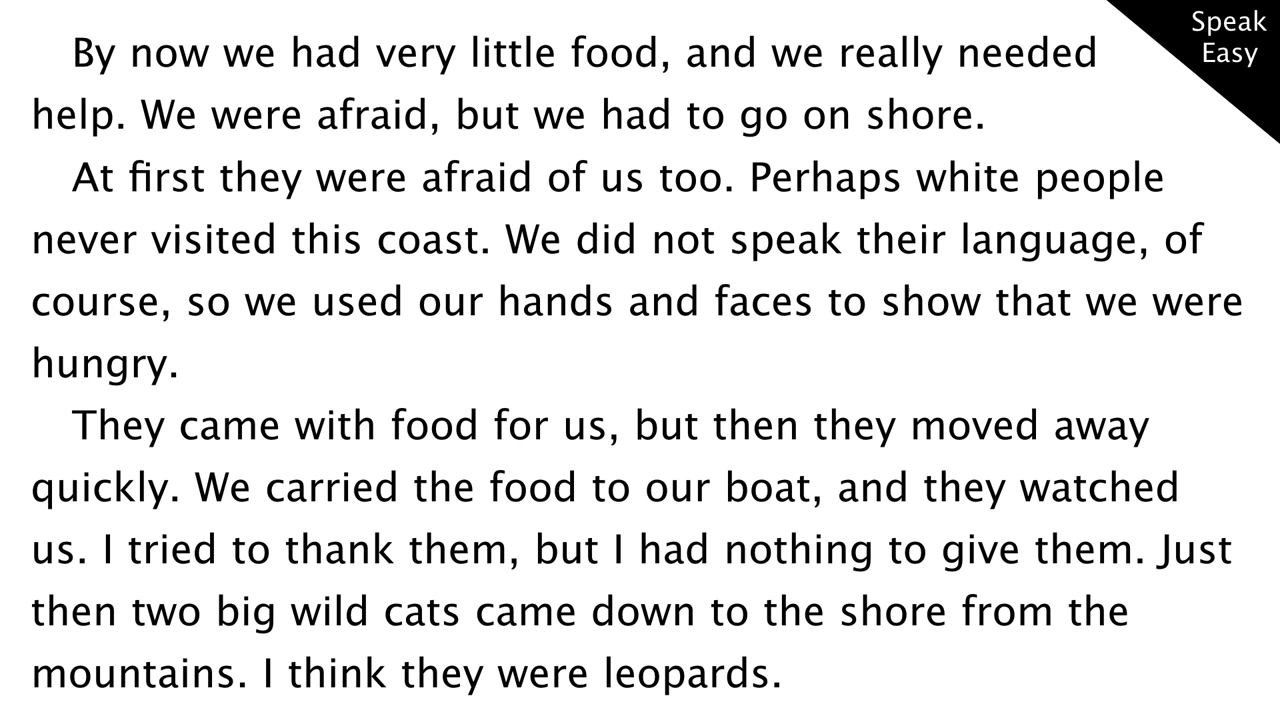 Speak
Easy
By now we had very little food, and we really needed
help. We were afraid, but we had to go on shore.
At first they were afraid of us too. Perhaps white people
never visited this coast. We did not speak their language, of
course, so we used our hands and faces to show that we were
hungry.
They came with food for us, but then they moved away
quickly. We carried the food to our boat, and they watched
us. I tried to thank them, but I had nothing to give them. Just
then two big wild cats came down to the shore from the
mountains. I think they were leopards.